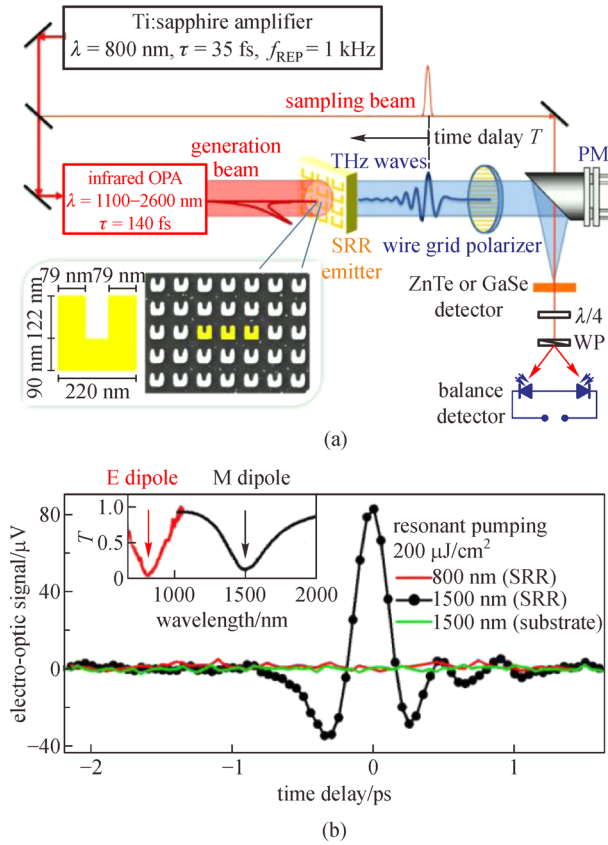 Ti:sapphire amplifier
λ = 800 nm, τ = 35 fs, fREP = 1 kHz
sampling beam
generation
beam
time dalay T
THz waves
PM
infrared OPA
λ = 1100−2600 nm
τ = 140 fs
SRR
emitter
wire grid polarizer
ZnTe or GaSe
detector
λ/4
WP
balance
detector
79 nm 79 nm
122 nm
90 nm
220 nm
(a)
E dipole M dipole
1.0
0.5
0
T
1000 1500 2000
wavelength/nm
resonant pumping
200 μJ/cm2
800 nm (SRR)
1500 nm (SRR)
1500 nm (substrate)
80
40
0
−40
electro-optic signal/μV
−2 −1 0 1
time delay/ps
(b)